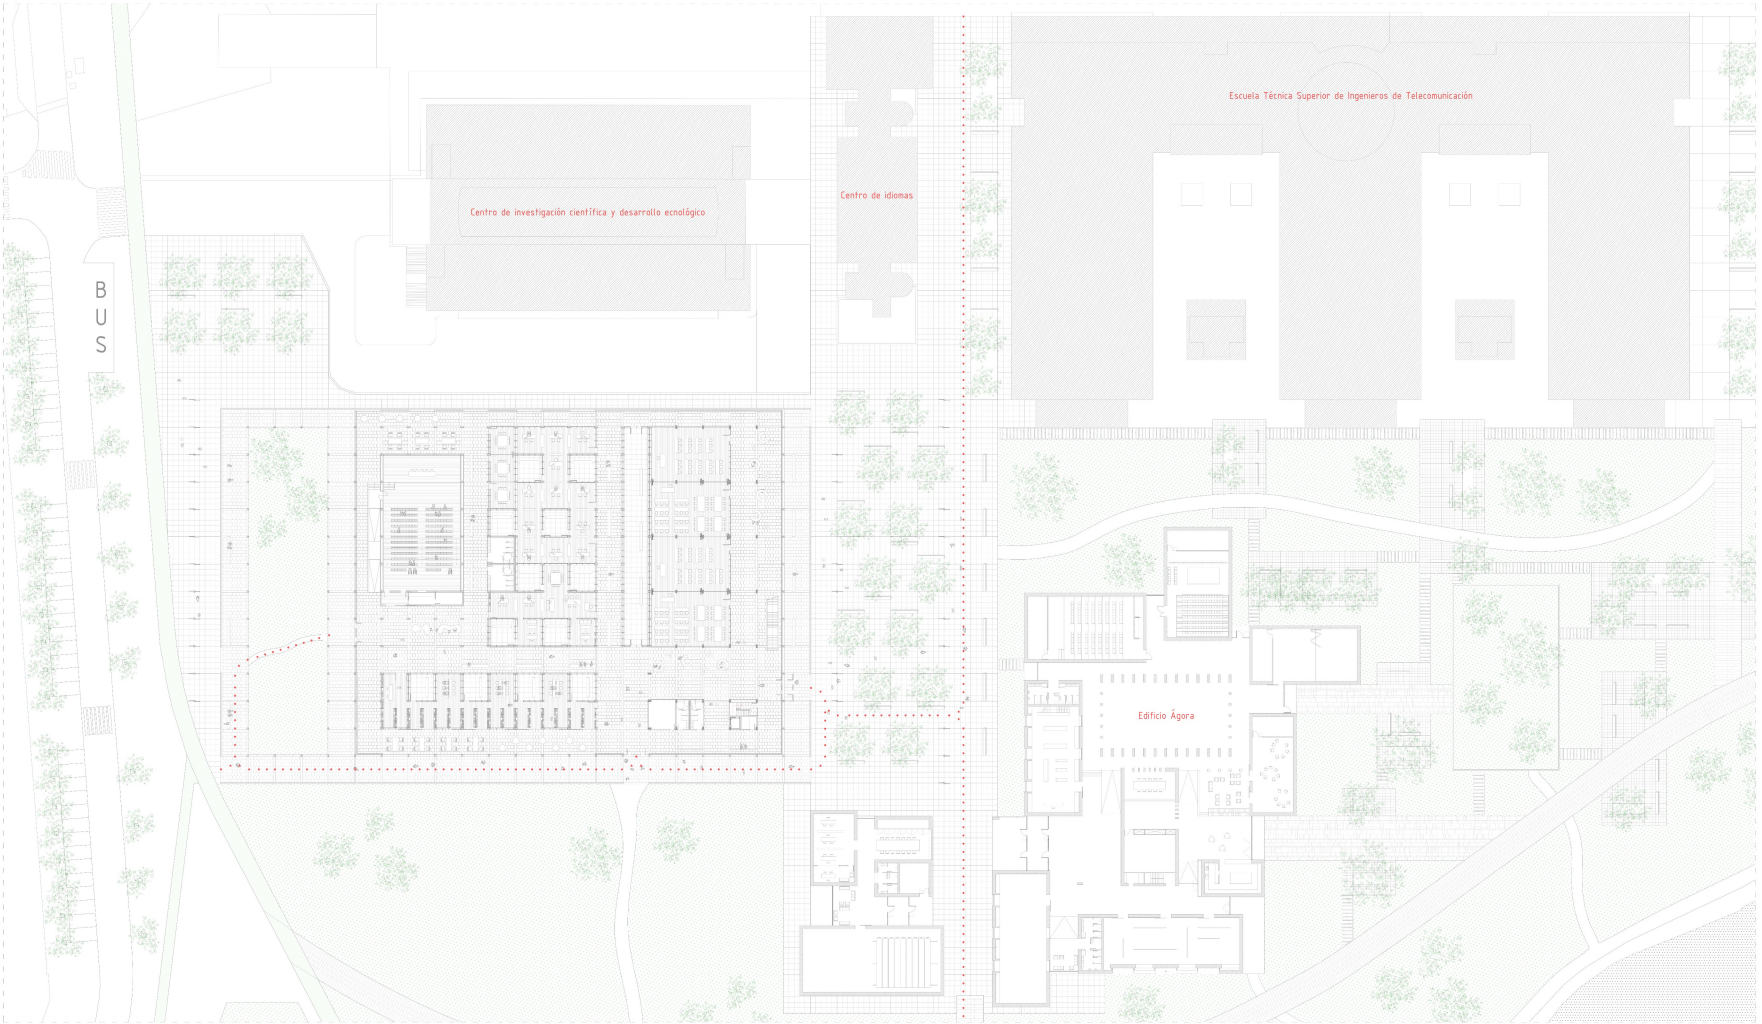 Escuela Técnica Superior de Ingenieros de Telecomunicación
Centro de idiomas
Centro de investigación científica y desarrollo ecnológico
B
U
S
Edificio Ágora